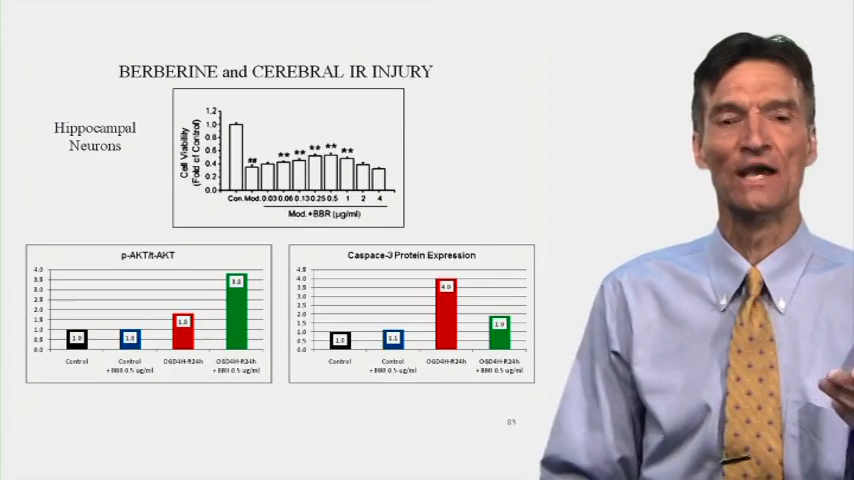 BERBERINE and CEREBRAL IR INJURY
Hippocampal
Neurons
Cell Viability
(Fold of Control)
1.2
1.0
0.8
0.6
0.4
0.2
0.0
## ** ** ** ** **
Con. Mod. 0.03 0.06 0.13 0.25 0.5 1 2 4
Mod.+BBR (μg/ml)
p-AKT/t-AKT
4.0
3.5
3.0
2.5
2.0
1.5
1.0
0.5
0.0
1.0
1.0
1.8
3.8
Control
Control
+ BBR 0.5 ug/ml
OGD4H-R24h
OGD4H-R24h
+ BBR 0.5 ug/ml
Caspace-3 Protein Expression
4.5
4.0
3.5
3.0
2.5
2.0
1.5
1.0
0.5
0.0
1.0
1.1
4.0
1.9
Control
Control
+ BBR 0.5 ug/ml
OGD4H-R24h
OGD4H-R24h
+ BBR 0.5 ug/ml